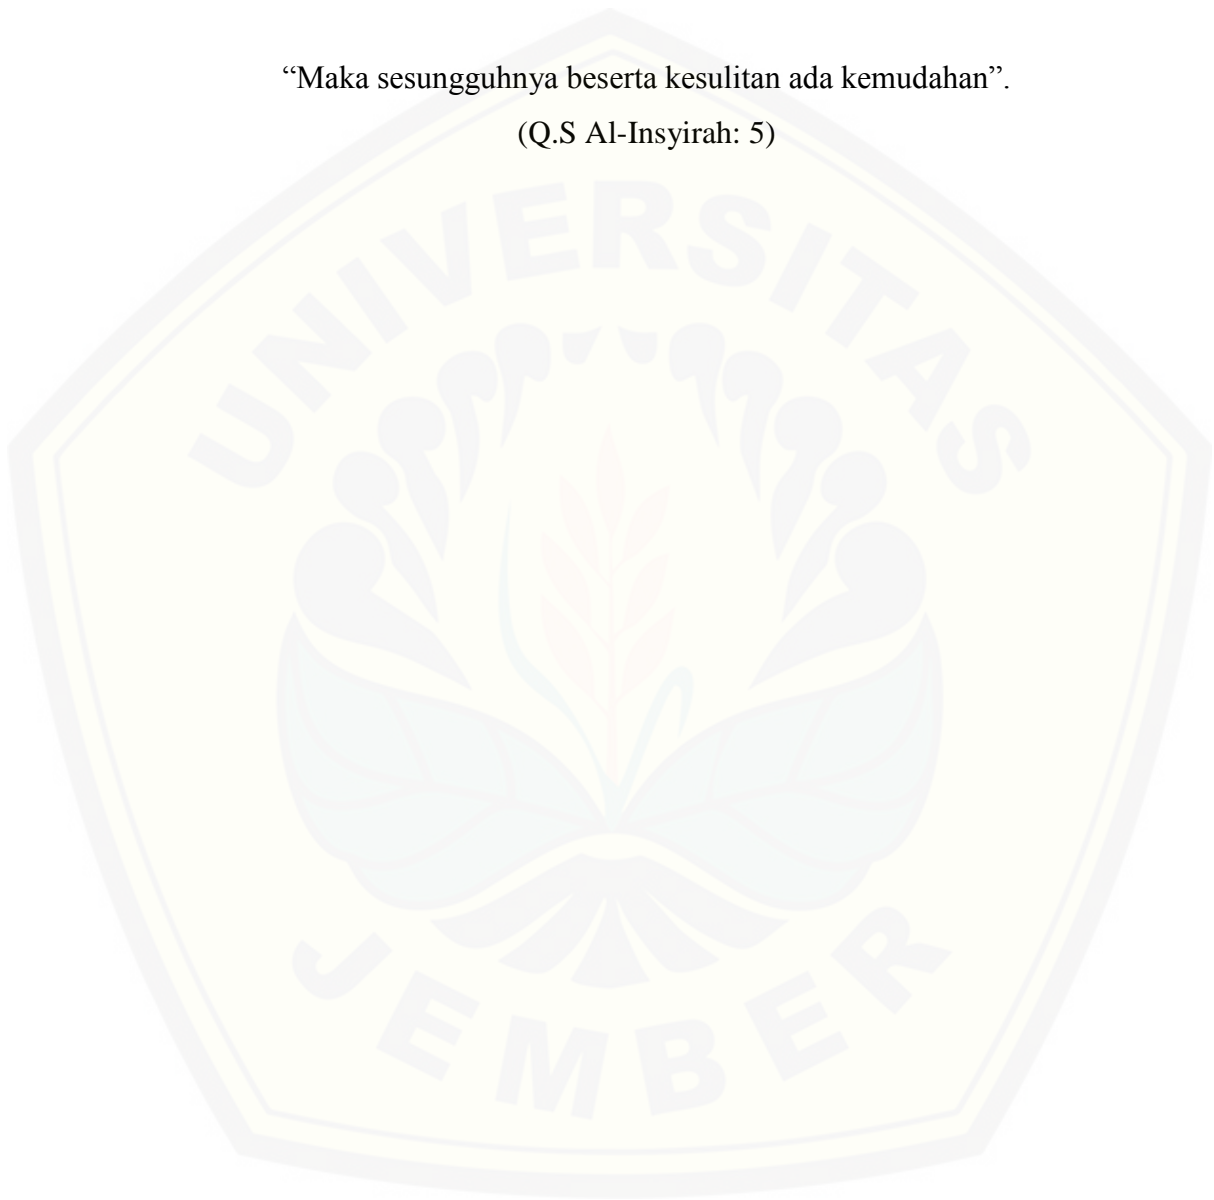 “Maka sesungguhnya beserta kesulitan ada kemudahan”.
(Q.S Al-Insyirah: 5)
UNIVERSITAS
JEMBER